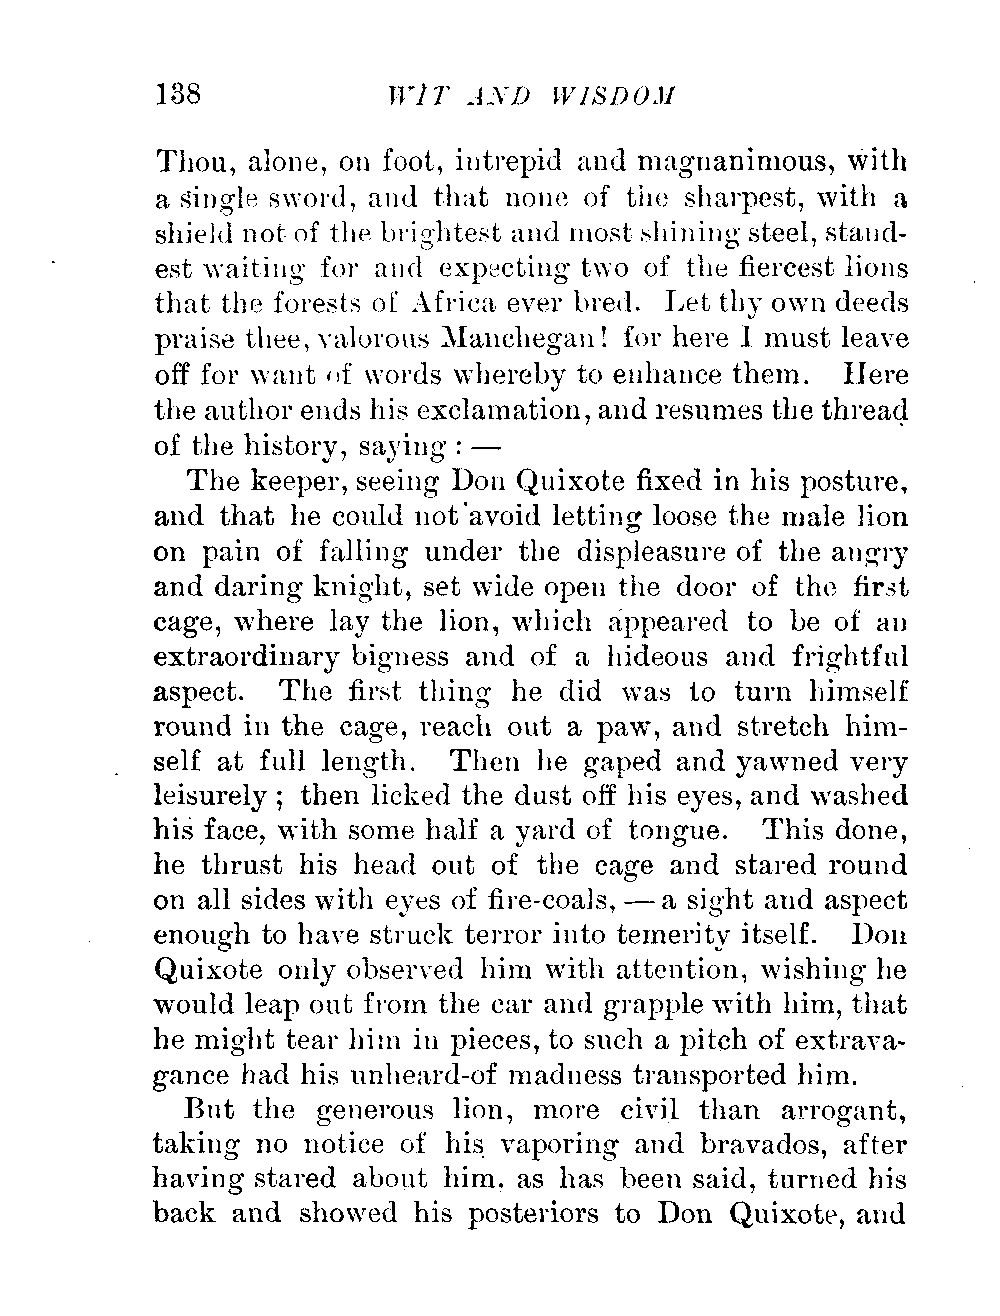 138 WIT AND WISDOM
Thou, alone, on foot, intrepid and magnanimous, with
a single sword, and that none of the sharpest, with a
shield not of the brightest and most shining steel, stand-
est waiting for and expecting two of the fiercest lions
that the forests of Africa ever bred. Let thy own deeds
praise thee, valorous Manchegan! for here I must leave
off for want of words whereby to enhance them. Here
the author ends his exclamation, and resumes the thread
of the history, saying : —
The keeper, seeing Don Quixote fixed in his posture,
and that he could not avoid letting loose the male lion
on pain of falling under the displeasure of the angry
and daring knight, set wide open the door of the first
cage, where lay the lion, which appeared to be of an
extraordinary bigness and of a hideous and frightful
aspect. The first thing he did was to turn himself
round in the cage, reach out a paw, and stretch him-
self at full length. Then he gaped and yawned very
leisurely ; then licked the dust off his eyes, and washed
his face, with some half a yard of tongue. This done,
he thrust his head out of the cage and stared round
on all sides with eyes of fire-coals, — a sight and aspect
enough to have struck terror into temerity itself. Don
Quixote only observed him with attention, wishing he
would leap out from the car and grapple with him, that
he might tear him in pieces, to such a pitch of extrava-
gance had his unheard-of madness transported him.
But the generous lion, more civil than arrogant,
taking no notice of his vaporing and bravados, after
having stared about him, as has been said, turned his
back and showed his posteriors to Don Quixote, and